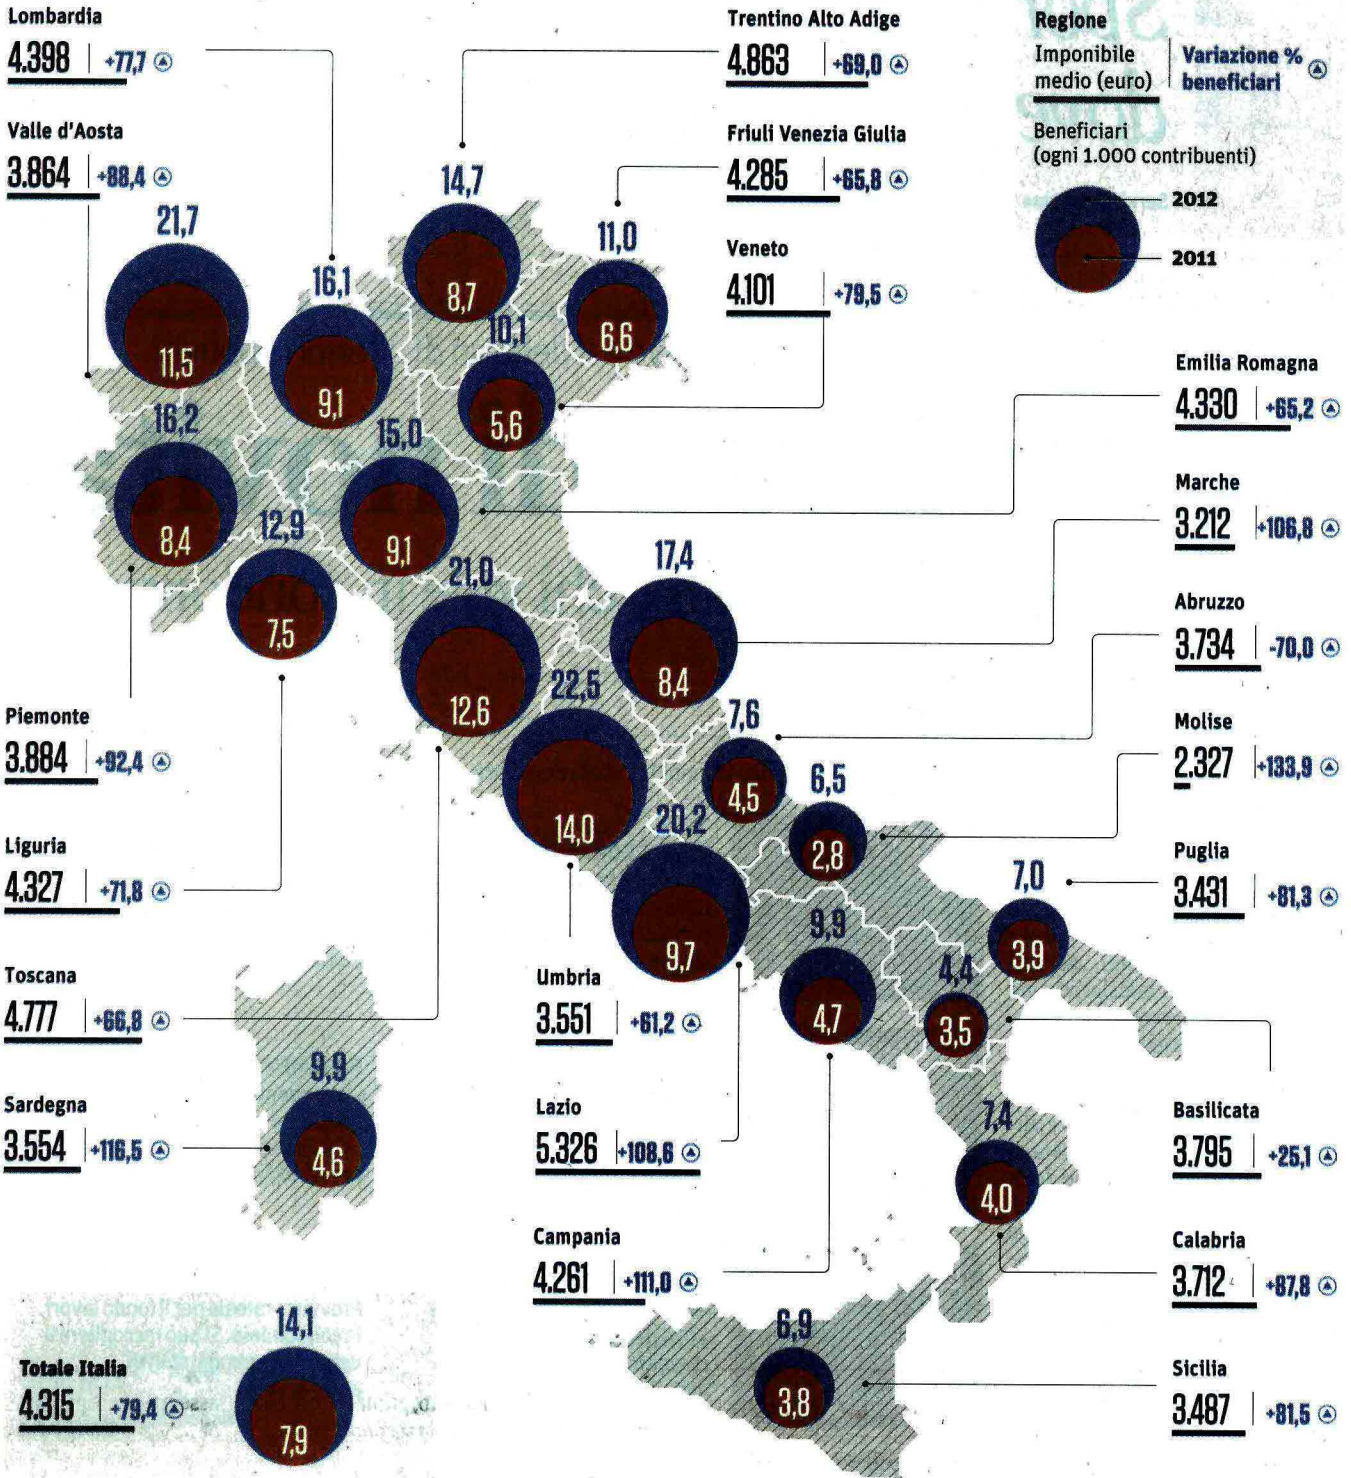 Lombardia
4.398 +77,7
Valle d'Aosta
3.864 +88,4
Trentino Alto Adige
4.863 +69,0
Friuli Venezia Giulia
4.285 +65,8
Veneto
4.101 +79,5
Regione
Imponibile
medio (euro)
Variazione %
beneficiari
Beneficiari
(ogni 1.000 contribuenti)
2012
2011
21,7
11,5
16,1
9,1
14,7
8,7
11,0
6,6
10,1
5,6
16,2
8,4
15,0
9,1
12,9
7,5
21,0
12,6
17,4
8,4
22,5
14,0
7,6
4,5
6,5
2,8
20,2
9,7
7,0
3,9
9,9
4,7
4,4
3,5
9,9
4,6
7,4
4,0
6,9
3,8
Emilia Romagna
4.330 +65,2
Marche
3.212 +106,8
Abruzzo
3.734 -70,0
Molise
2.327 +133,9
Puglia
3.431 +81,3
Piemonte
3.884 +92,4
Liguria
4.327 +71,8
Toscana
4.777 +66,8
Sardegna
3.554 +116,5
Umbria
3.551 +61,2
Lazio
5.326 +108,6
Campania
4.261 +111,0
Basilicata
3.795 +25,1
Calabria
3.712 +87,8
Sicilia
3.487 +81,5
Totale Italia
4.315 +79,4
14,1
7,9